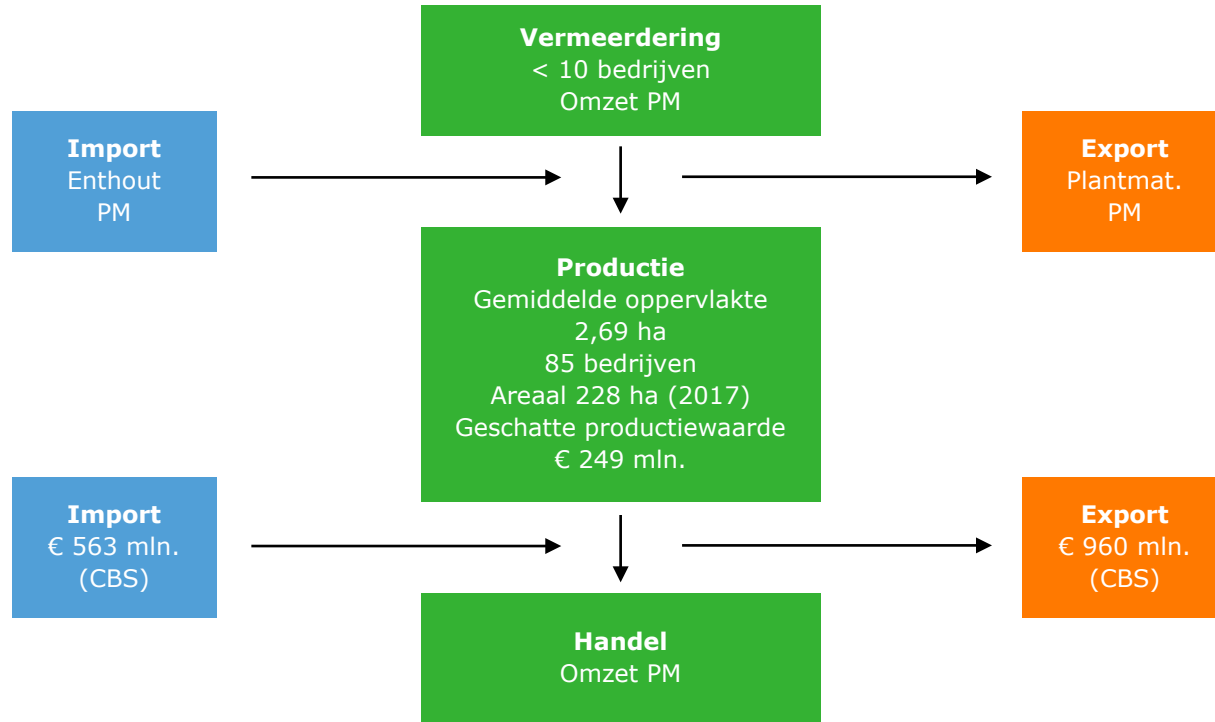 Vermeerdering
< 10 bedrijven
Omzet PM
Import
Enthout
PM
Export
Plantmat.
PM
Productie
Gemiddelde oppervlakte
2,69 ha
85 bedrijven
Areaal 228 ha (2017)
Geschatte productiewaarde
€ 249 mln.
Import
€ 563 mln.
(CBS)
Export
€ 960 mln.
(CBS)
Handel
Omzet PM